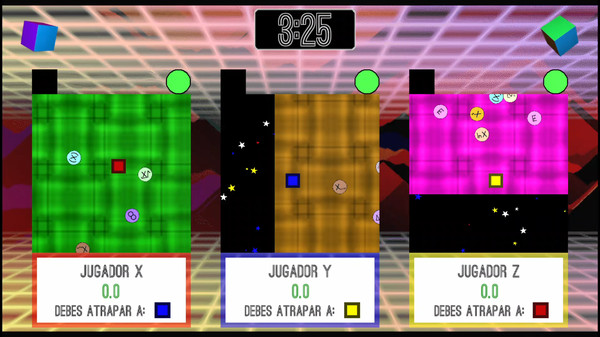 3:25
JUGADOR X
0.0
DEBES ATRAPAR A:
JUGADOR Y
0.0
DEBES ATRAPAR A:
JUGADOR Z
0.0
DEBES ATRAPAR A: